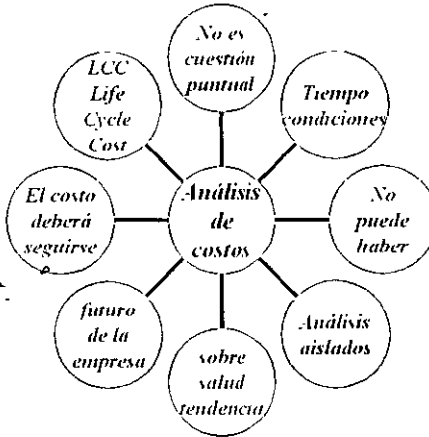 No es
cuestión
puntual
Tiempo
condiciones
No
puede
haber
Análisis
aislados
sobre
salud
tendencia
futuro
de la
empresa
El costo
deberá
seguirse
LCC
Life
Cycle
Cost
Análisis
de
costos